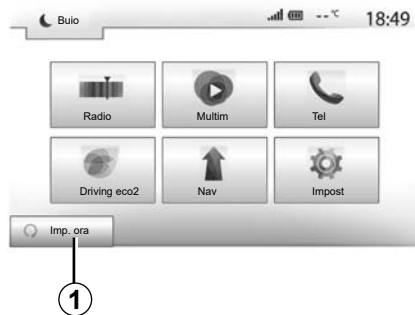 Buio
--°C
18:49
Radio
Multim
Tel
Driving eco2
Nav
Impost
Imp. ora
1